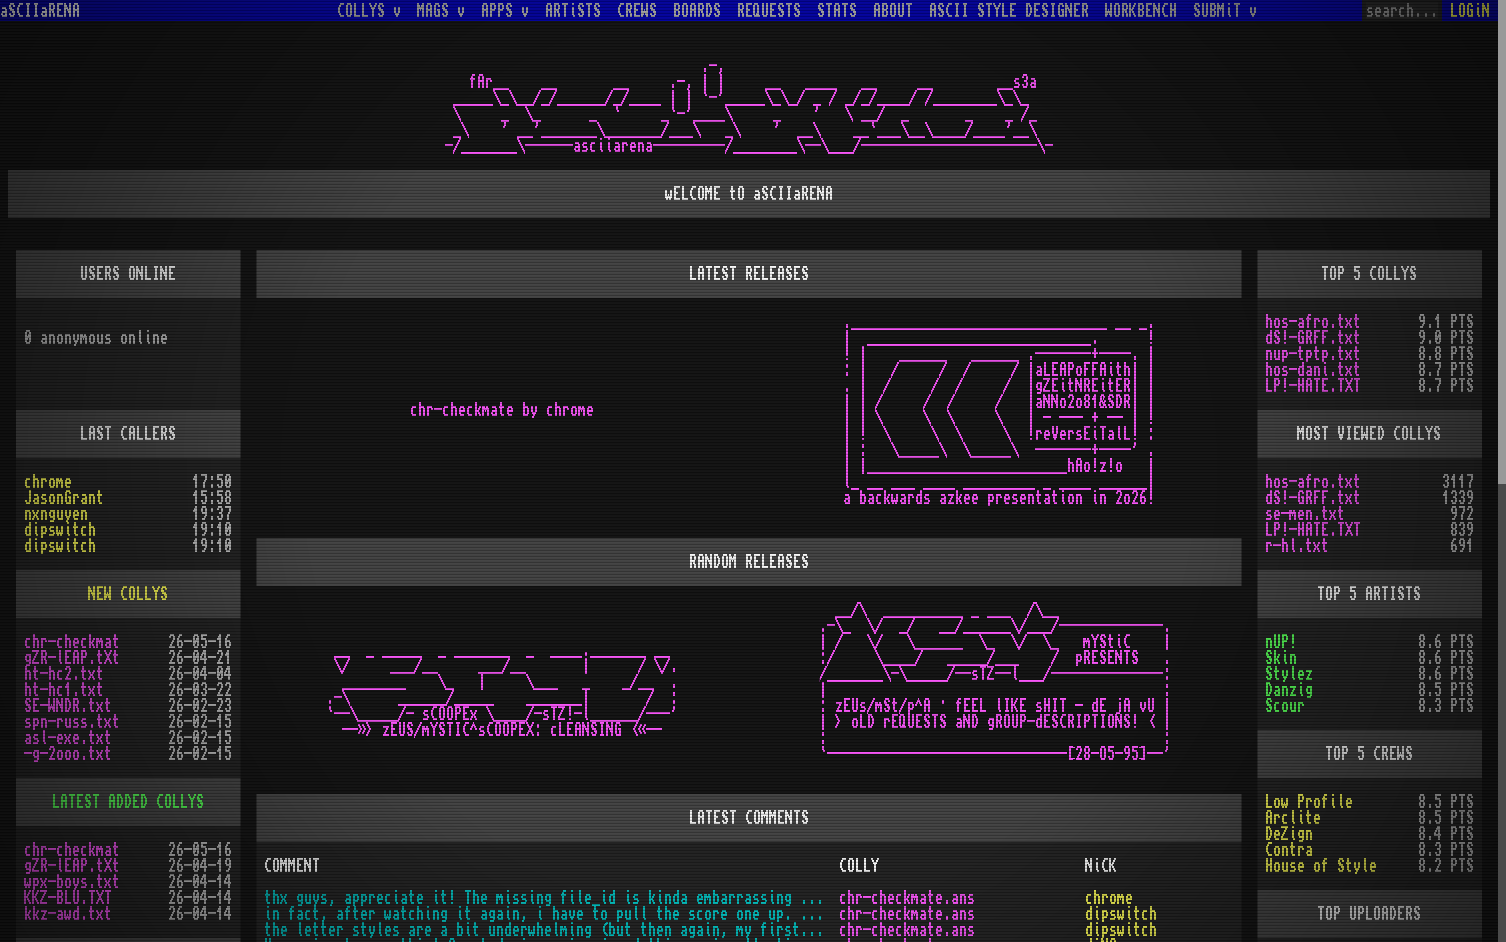 aSCIIaRENA COLLYS v MAGS v APPS v ARTiSTS CREWS BOARDS REQUESTS STATS ABOUT ASCII STYLE DESIGNER WORKBENCH SUBMiT v search... LOGiN
fAr s3a
asciiarena
wELCOME tO aSCIIaRENA
USERS ONLINE
0 anonymous online
LAST CALLERS
chrome 17:50
JasonGrant 15:58
nxnguyen 19:37
dipswitch 19:10
dipswitch 19:10
NEW COLLYS
chr-checkmat 26-05-16
gZR-lEAP.tXt 26-04-21
ht-hc2.txt 26-04-04
ht-hc1.txt 26-03-22
SE-WNDR.txt 26-02-23
spn-russ.txt 26-02-15
asl-exe.txt 26-02-15
-g-2ooo.txt 26-02-15
LATEST ADDED COLLYS
chr-checkmat 26-05-16
gZR-lEAP.tXt 26-04-19
wpx-boys.txt 26-04-14
KKZ-BLU.TXT 26-04-14
kkz-awd.txt 26-04-14
LATEST RELEASES
chr-checkmate by chrome
aLEAPoFFAith
gZEitNREitER
aNNo2o81&SDR
reVersEiTalL
hAo!z!o
a backwards azkee presentation in 2o26!
RANDOM RELEASES
sCOOPEx
-sTZ!-
-»» zEUS/mYSTIC^sCOOPEX: cLEANSING ««-
mYStiC
pRESENTS
sTZ
zEUs/mSt/p^A ' fEEL lIKE sHIT - dE jA vU
> oLD rEQUESTS aND gROUP-dESCRIPTIONS! <
[28-05-95]
LATEST COMMENTS
COMMENT COLLY NiCK
thx guys, appreciate it! The missing file_id is kinda embarrassing ... chr-checkmate.ans chrome
in fact, after watching it again, i have to pull the score one up. ... chr-checkmate.ans dipswitch
the letter styles are a bit underwhelming (but then again, my first... chr-checkmate.ans dipswitch
TOP 5 COLLYS
hos-afro.txt 9.1 PTS
dS!-GRFF.txt 9.0 PTS
nup-tptp.txt 8.8 PTS
hos-dani.txt 8.7 PTS
LP!-HATE.TXT 8.7 PTS
MOST VIEWED COLLYS
hos-afro.txt 3117
dS!-GRFF.txt 1339
se-men.txt 972
LP!-HATE.TXT 839
r-hl.txt 691
TOP 5 ARTISTS
nUP! 8.6 PTS
Skin 8.6 PTS
Stylez 8.6 PTS
Danzig 8.5 PTS
Scour 8.3 PTS
TOP 5 CREWS
Low Profile 8.5 PTS
Arclite 8.5 PTS
DeZign 8.4 PTS
Contra 8.3 PTS
House of Style 8.2 PTS
TOP UPLOADERS